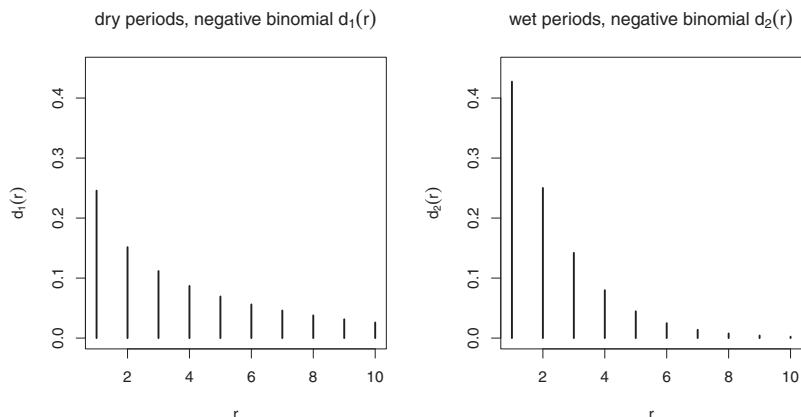 dry periods, negative binomial d₁(r)
0.4
0.3
0.2
0.1
0.0
d₁(r)
2 4 6 8 10
r
wet periods, negative binomial d₂(r)
0.4
0.3
0.2
0.1
0.0
d₂(r)
2 4 6 8 10
r